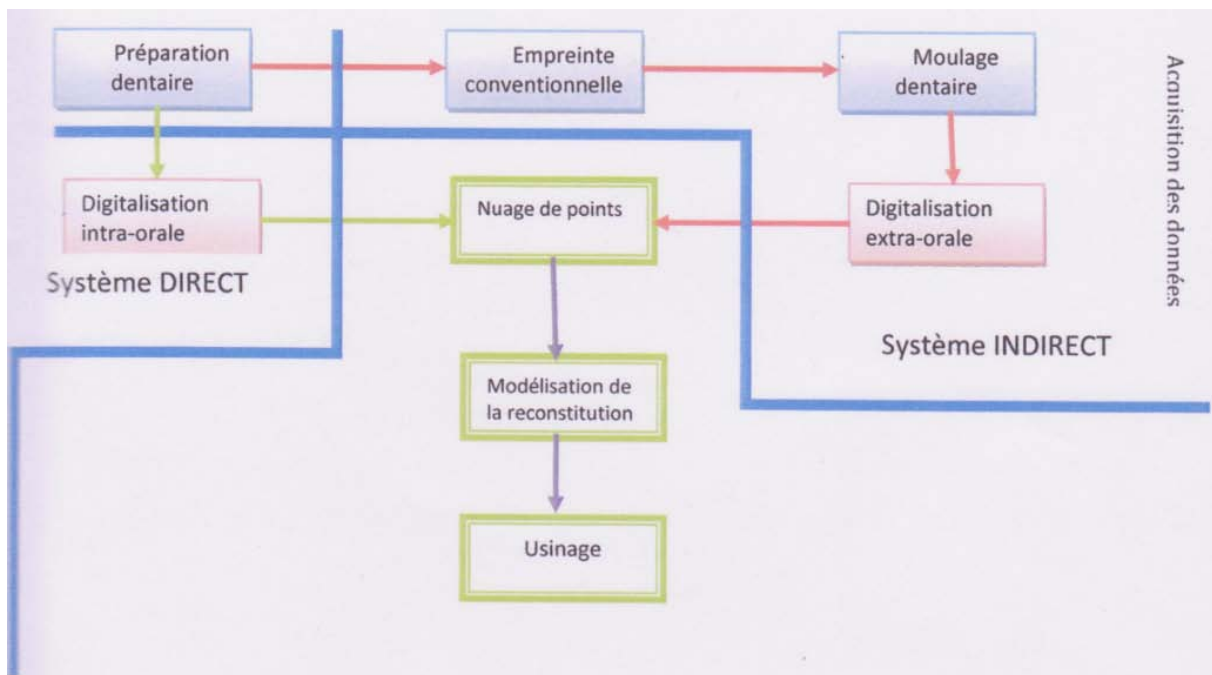 Préparation
dentaire
Empreinte
conventionnelle
Moulage
dentaire
Acquisition des données
Digitalisation
intra-orale
Nuage de points
Digitalisation
extra-orale
Système DIRECT
Système INDIRECT
Modélisation de
la reconstitution
Usinage